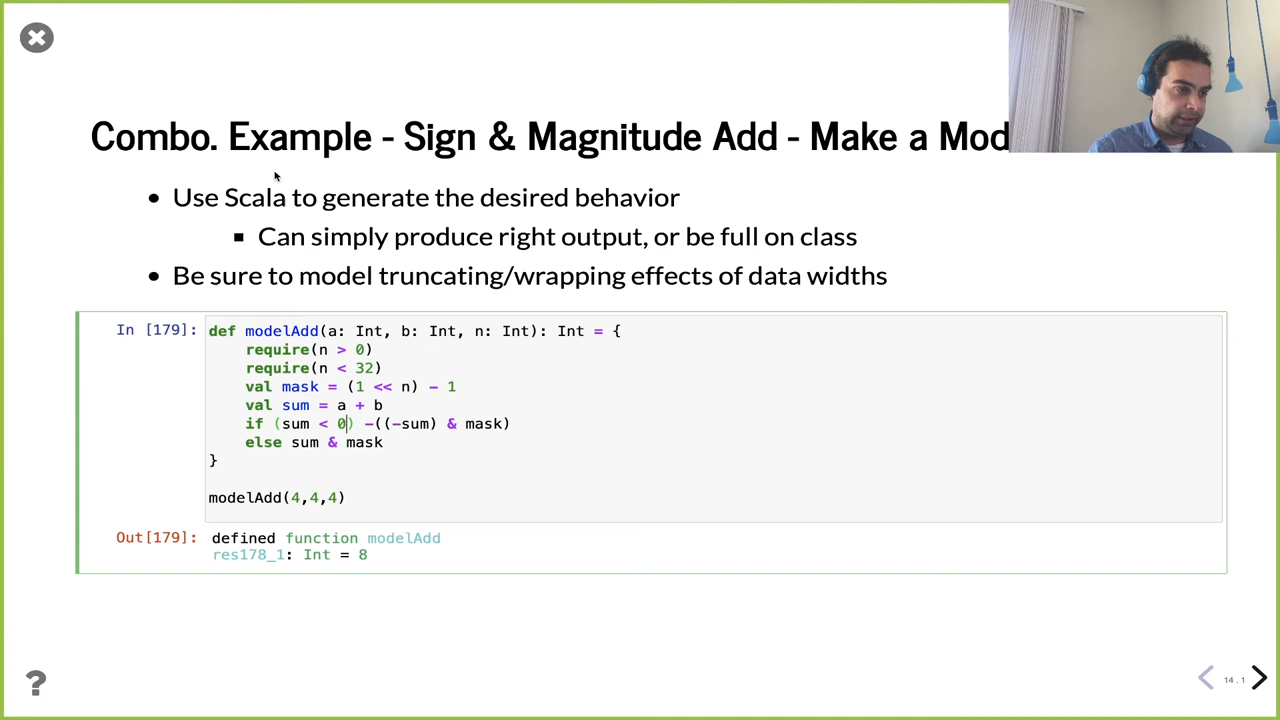 Combo. Example - Sign & Magnitude Add - Make a Mod
• Use Scala to generate the desired behavior
▪ Can simply produce right output, or be full on class
• Be sure to model truncating/wrapping effects of data widths
In [179]: def modelAdd(a: Int, b: Int, n: Int): Int = {
require(n > 0)
require(n < 32)
val mask = (1 << n) - 1
val sum = a + b
if (sum < 0) -((-sum) & mask)
else sum & mask
}
modelAdd(4,4,4)
Out[179]: defined function modelAdd
res178_1: Int = 8
?
14 . 1